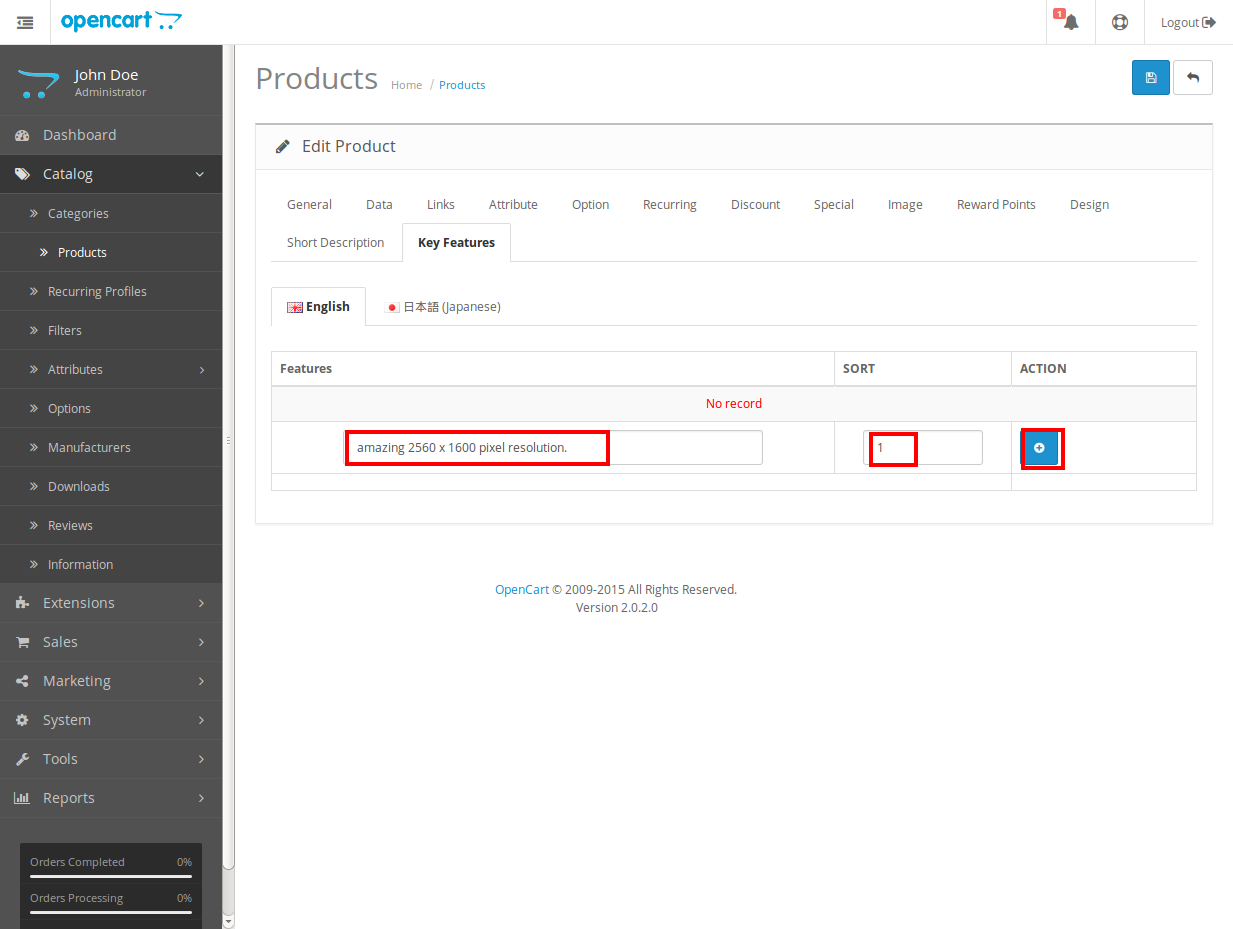 opencart
1
Logout
John Doe
Administrator
Dashboard
Catalog
Categories
Products
Recurring Profiles
Filters
Attributes
Options
Manufacturers
Downloads
Reviews
Information
Extensions
Sales
Marketing
System
Tools
Reports
Orders Completed 0%
Orders Processing 0%
Products Home / Products
Edit Product
General Data Links Attribute Option Recurring Discount Special Image Reward Points Design
Short Description Key Features
English 日本語 (Japanese)
Features SORT ACTION
No record
amazing 2560 x 1600 pixel resolution. 1
OpenCart © 2009-2015 All Rights Reserved.
Version 2.0.2.0